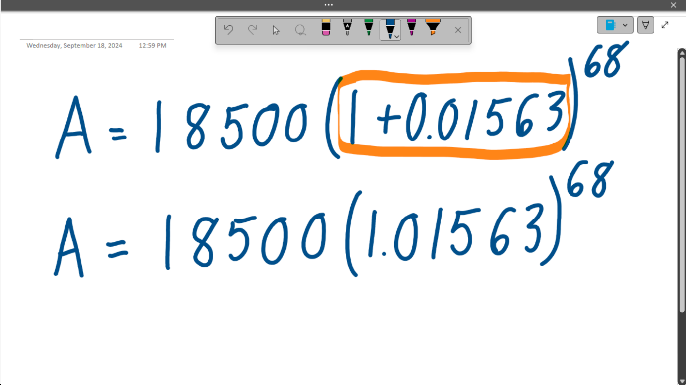 Wednesday, September 18, 2024 12:59 PM
A = 18500(1+0.01563)^68
A = 18500(1.01563)^68